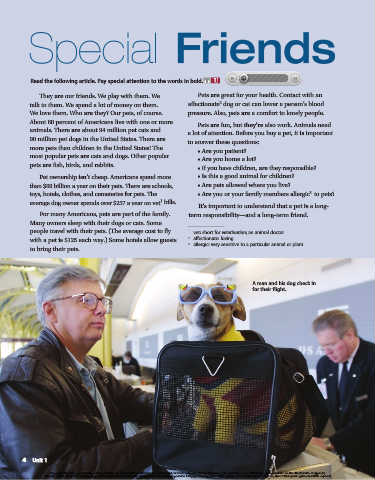 Special Friends
Read the following article. Pay special attention to the words in bold.
They are our friends. We play with them. We
talk to them. We spend a lot of money on them.
We love them. Who are they? Our pets, of course.
About 60 percent of Americans live with one or more
animals. There are about 94 million pet cats and
90 million pet dogs in the United States. There are
more pets than children in the United States! The
most popular pets are cats and dogs. Other popular
pets are fish, birds, and rabbits.
Pet ownership isn't cheap. Americans spend more
than $60 billion a year on their pets. There are schools,
toys, hotels, clothes, and cemeteries for pets. The
average dog owner spends over $257 a year on vet¹ bills.
For many Americans, pets are part of the family.
Many owners sleep with their dogs or cats. Some
people travel with pets. (The average cost to fly
with a pet is $125 each way.) Some hotels allow guests
to bring their pets.
Pets are great for your health. Contact with an
affectionate² dog or cat can lower a person's blood
pressure. Also, pets are a comfort to lonely people.
Pets are fun, but they're also work. Animals need
a lot of attention. Before you buy a pet, it is important
to answer these questions:
• Are you patient?
• Are you home a lot?
• If you have children, are they responsible?
• Is this a good animal for children?
• Are pets allowed where you live?
• Are you or your family members allergic³ to pets?
It's important to understand that a pet is a long-
term responsibility—and a long-term friend.
vet: short for veterinarian; an animal doctor
affectionate: loving
allergic: very sensitive to a particular animal or plant
A man and his dog check in
for their flight.
4 Unit 1